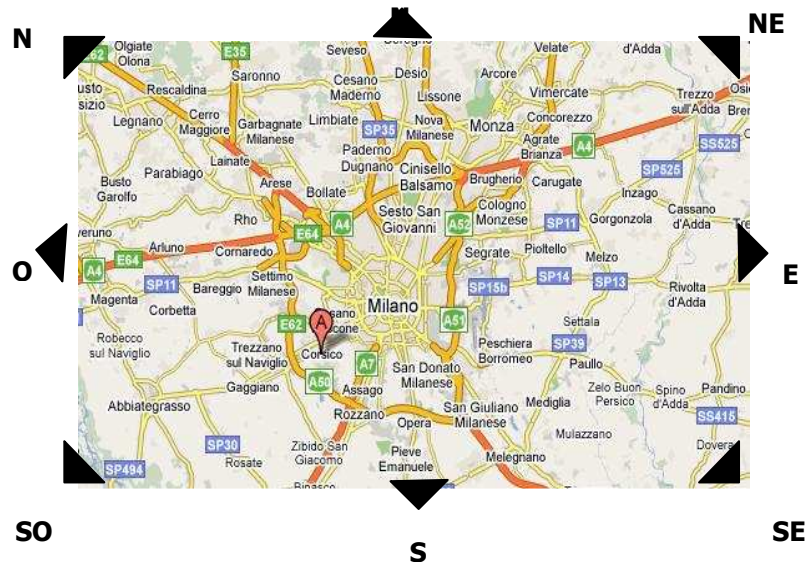 N
NE
Olgiate Olona
E35
Seveso
Velate
d'Adda
E62
Saronno
Cesano Maderno
Desio
Arcore
Rescaldina
Lissone
Vimercate
Trezzo sull'Adda
Legnano
Cerro Maggiore
Garbagnate Milanese
Limbiate
SP35
Nova Milanese
Monza
Concorezzo
Agrate Brianza
A4
SS525
Lainate
Paderno Dugnano
Cinisello Balsamo
Brugherio
Carugate
SP525
Parabiago
Arese
Bollate
Busto Garolfo
Inzago
Rho
A4
Sesto San Giovanni
A52
Cologno Monzese
SP11
Gorgonzola
Cassano d'Adda
E64
Arluno
E64
Cornaredo
Segrate
Pioltello
Melzo
O
A4
SP11
Settimo Milanese
SP15b
SP14
SP13
Rivolta d'Adda
E
Magenta
Corbetta
Bareggio
Milano
E62
A
A51
Settala
Robecco sul Naviglio
Trezzano sul Naviglio
Corsico
Peschiera Borromeo
SP39
Paullo
A7
A50
Assago
San Donato Milanese
Gaggiano
Abbiategrasso
Rozzano
Opera
San Giuliano Milanese
Mediglia
Zelo Buon Persico
Spino d'Adda
Pandino
SS415
SP30
Zibido San Giacomo
Mulazzano
Dovera
SP494
Rosate
Pieve Emanuele
Melegnano
Binasco
SO
S
SE